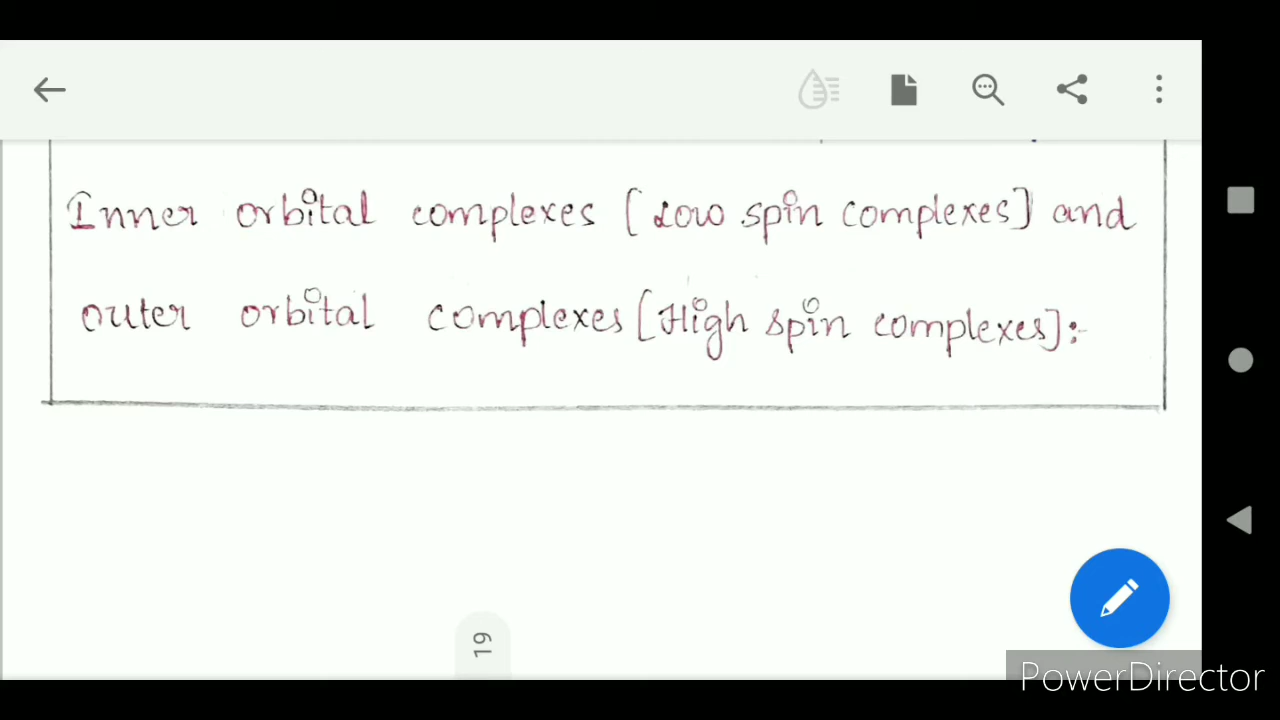 Inner orbital complexes [Low spin complexes] and
outer orbital complexes [High spin complexes]:-
19
PowerDirector